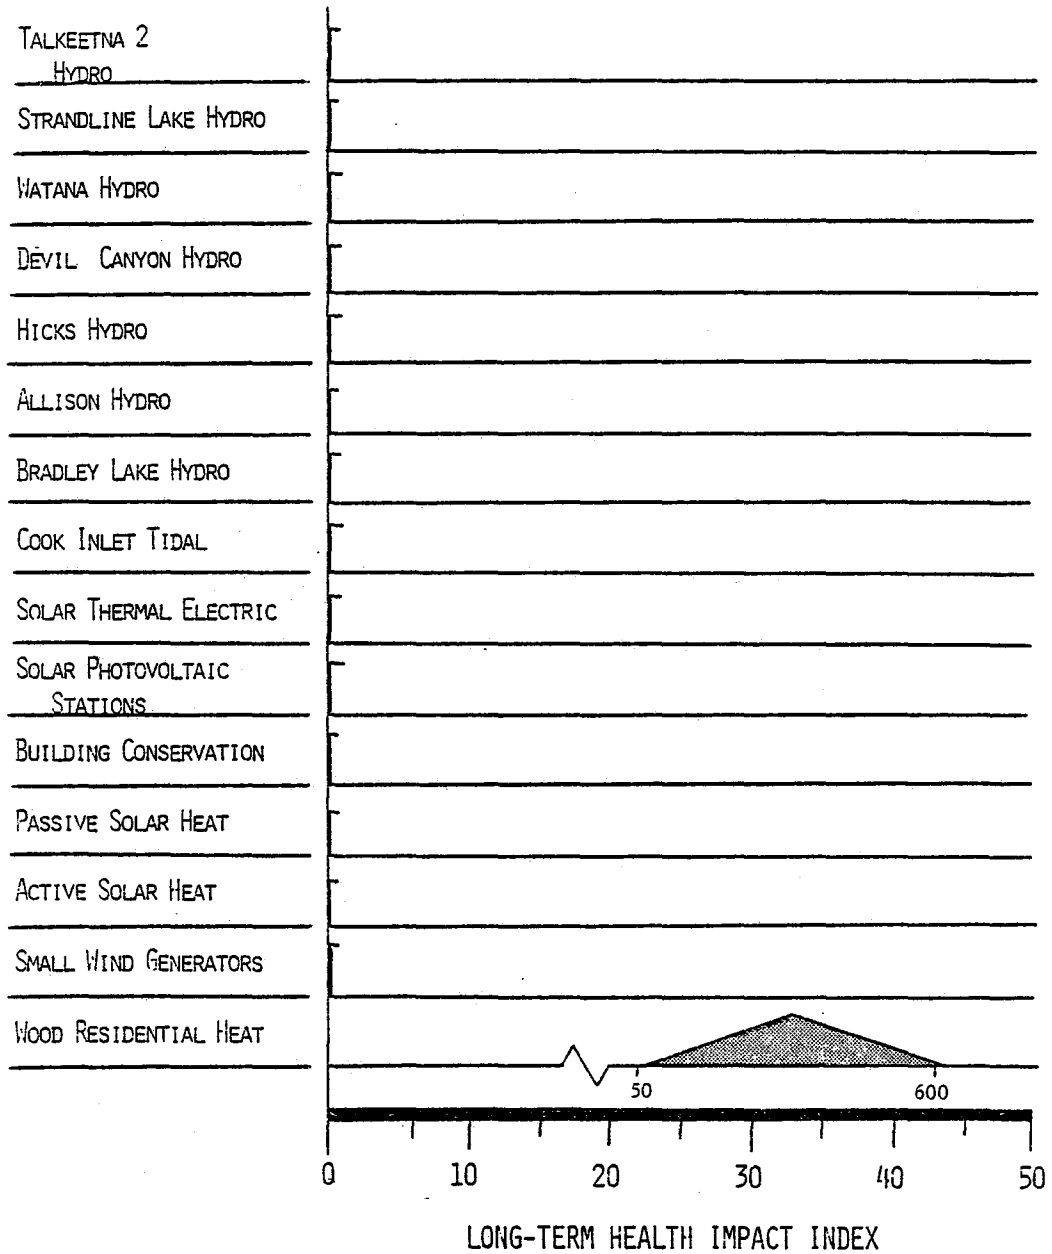 TALKEETNA 2
HYDRO
STRANDLINE LAKE HYDRO
WATANA HYDRO
DEVIL CANYON HYDRO
HICKS HYDRO
ALLISON HYDRO
BRADLEY LAKE HYDRO
COOK INLET TIDAL
SOLAR THERMAL ELECTRIC
SOLAR PHOTOVOLTAIC
STATIONS
BUILDING CONSERVATION
PASSIVE SOLAR HEAT
ACTIVE SOLAR HEAT
SMALL WIND GENERATORS
WOOD RESIDENTIAL HEAT
50 600
0 10 20 30 40 50
LONG-TERM HEALTH IMPACT INDEX